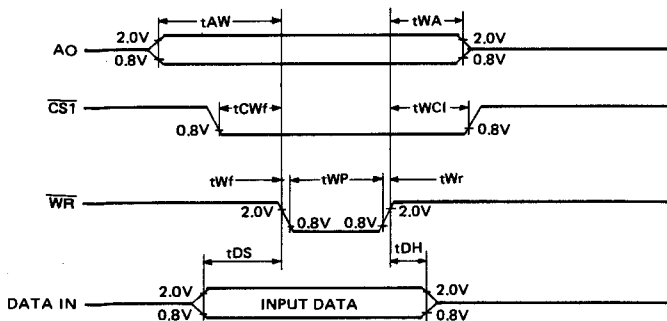 tAW tWA
AO 2.0V 0.8V 2.0V 0.8V
CS1 tCWf tWCI
0.8V 0.8V
tWf tWP tWr
WR 2.0V 0.8V 0.8V 2.0V
tDS tDH
DATA IN 2.0V 0.8V INPUT DATA 2.0V 0.8V